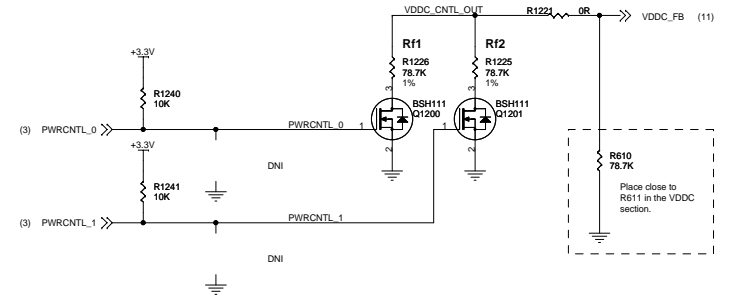 VDDC_CNTL_OUT
R1221 0R
VDDC_FB (11)
Rf1
R1226
78.7K
1%
Rf2
R1225
78.7K
1%
+3.3V
R1240
10K
3
BSH111
Q1200
3
BSH111
Q1201
(3) PWRCNTL_0
PWRCNTL_0
1
1
2
2
+3.3V
DNI
R1241
10K
(3) PWRCNTL_1
PWRCNTL_1
DNI
R610
78.7K
Place close to
R611 in the VDDC
section.